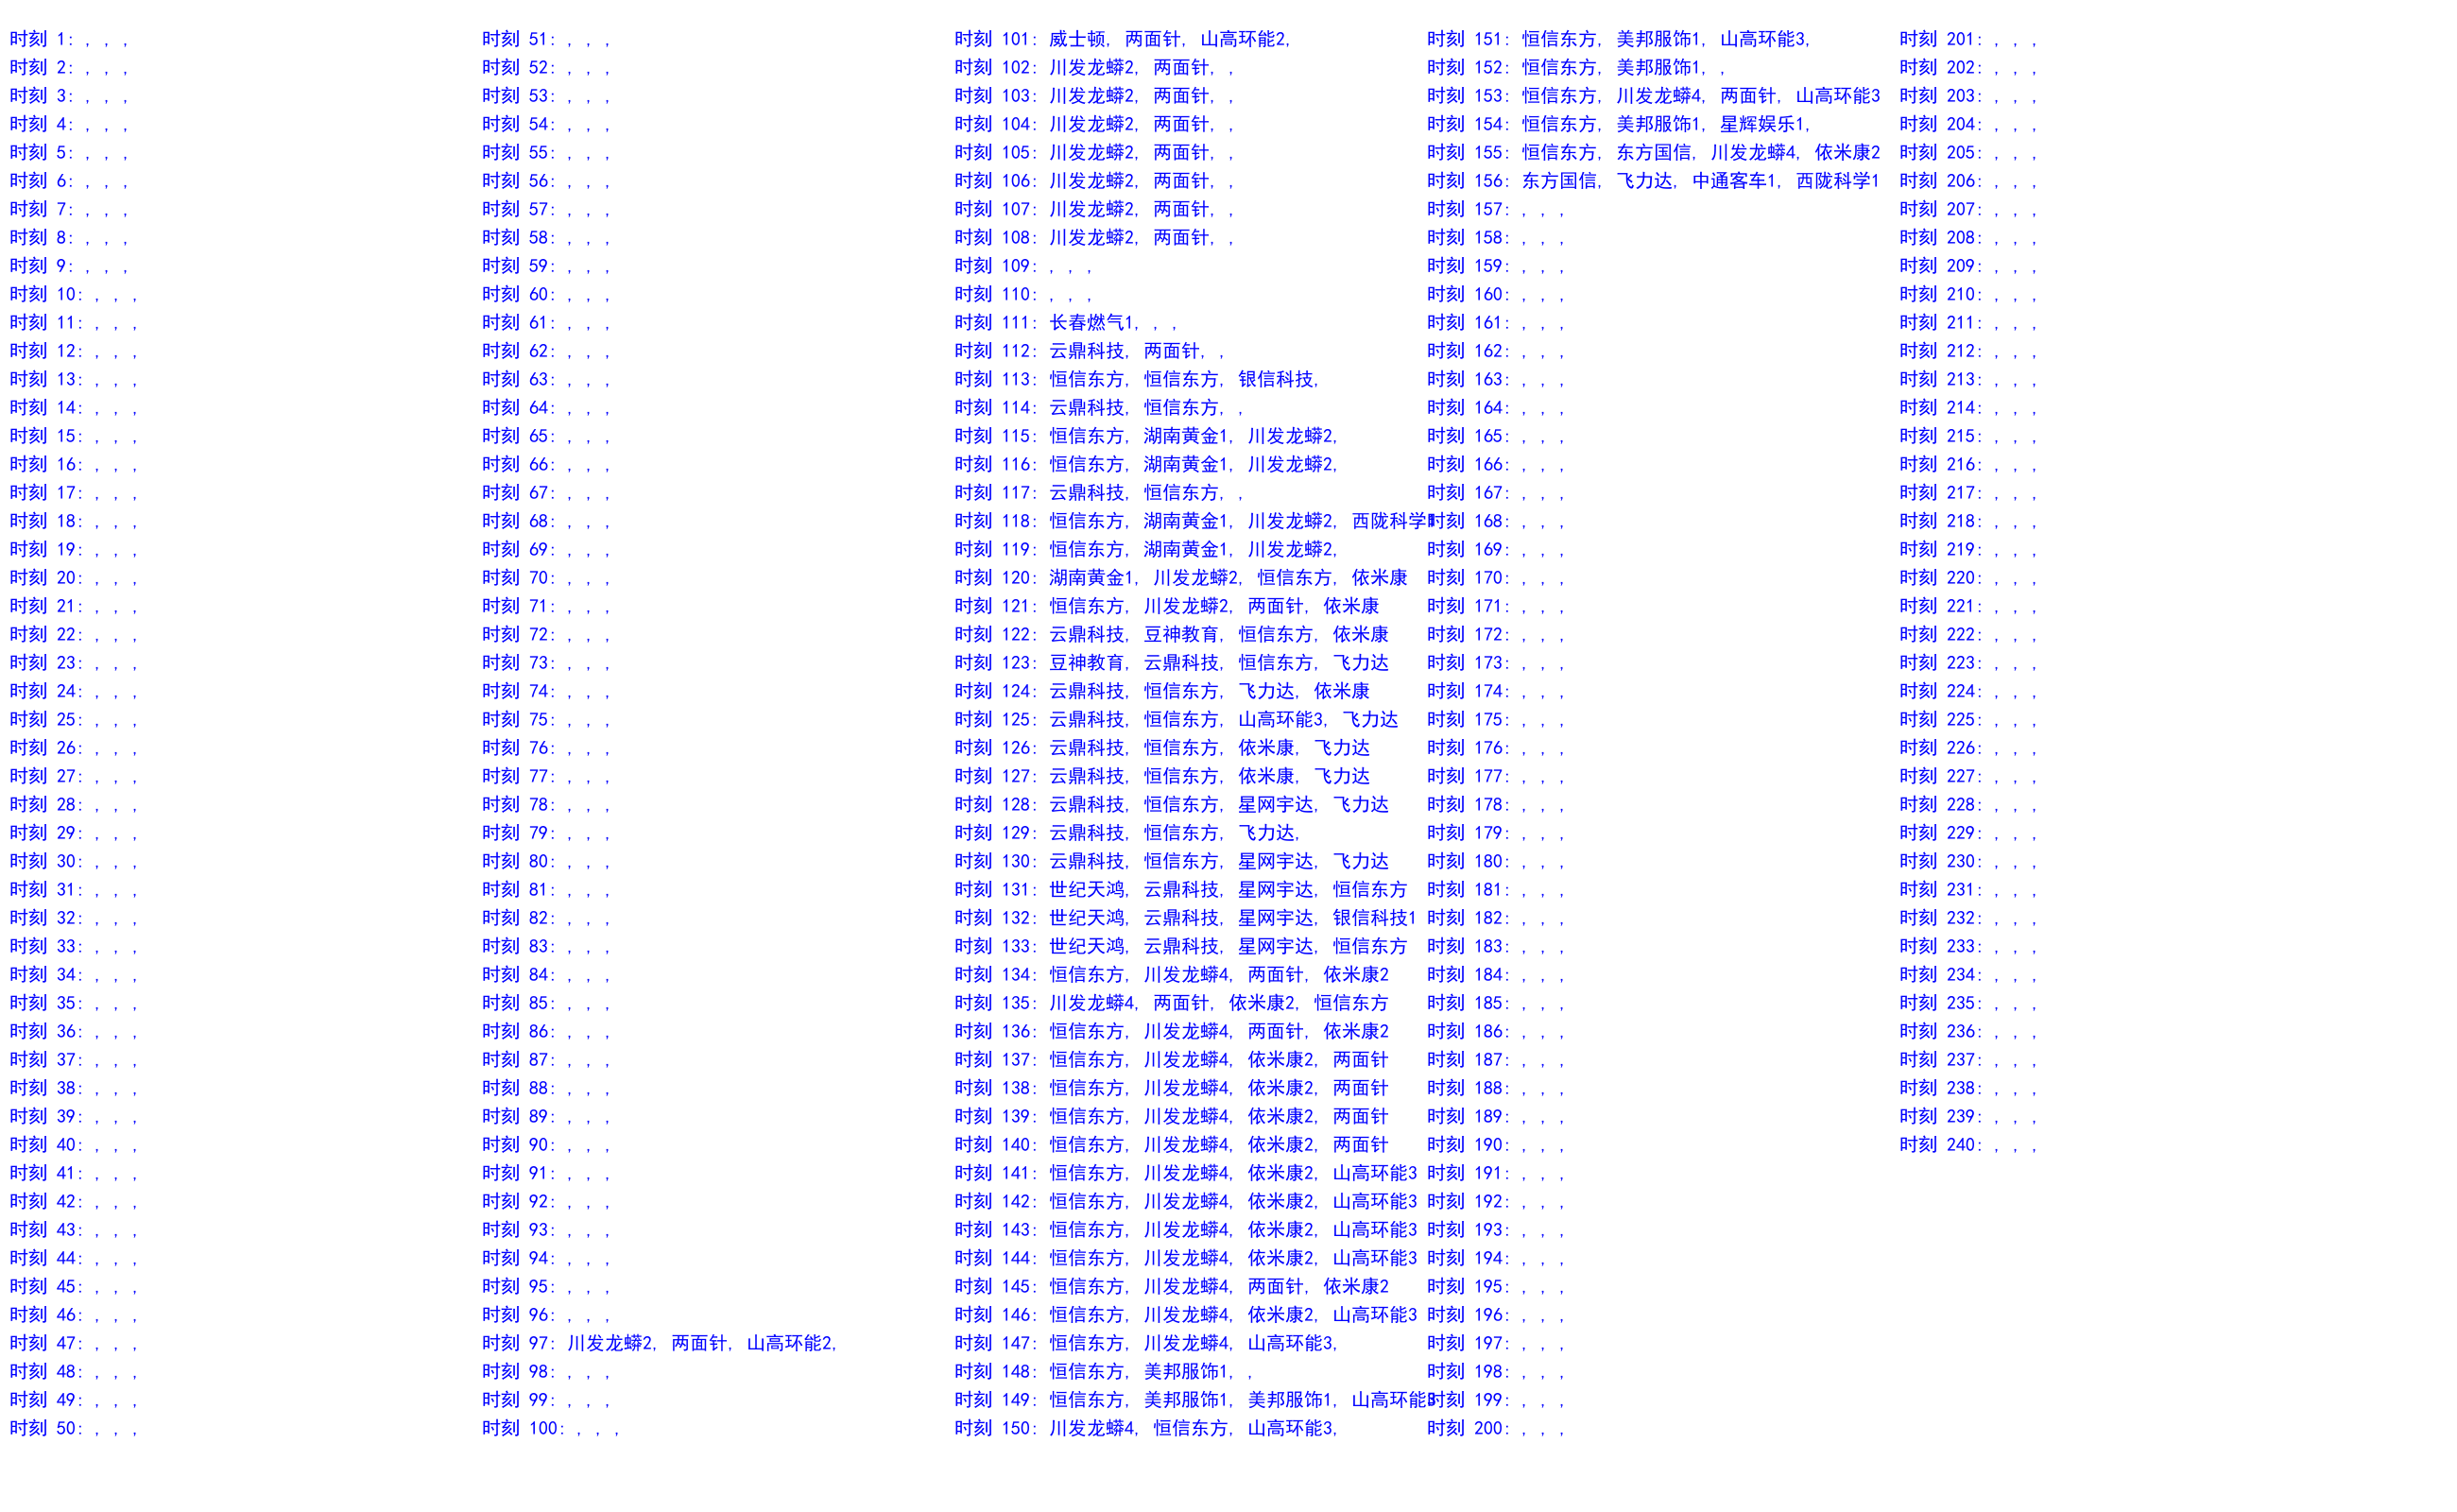 时刻 1: , , ,
时刻 2: , , ,
时刻 3: , , ,
时刻 4: , , ,
时刻 5: , , ,
时刻 6: , , ,
时刻 7: , , ,
时刻 8: , , ,
时刻 9: , , ,
时刻 10: , , ,
时刻 11: , , ,
时刻 12: , , ,
时刻 13: , , ,
时刻 14: , , ,
时刻 15: , , ,
时刻 16: , , ,
时刻 17: , , ,
时刻 18: , , ,
时刻 19: , , ,
时刻 20: , , ,
时刻 21: , , ,
时刻 22: , , ,
时刻 23: , , ,
时刻 24: , , ,
时刻 25: , , ,
时刻 26: , , ,
时刻 27: , , ,
时刻 28: , , ,
时刻 29: , , ,
时刻 30: , , ,
时刻 31: , , ,
时刻 32: , , ,
时刻 33: , , ,
时刻 34: , , ,
时刻 35: , , ,
时刻 36: , , ,
时刻 37: , , ,
时刻 38: , , ,
时刻 39: , , ,
时刻 40: , , ,
时刻 41: , , ,
时刻 42: , , ,
时刻 43: , , ,
时刻 44: , , ,
时刻 45: , , ,
时刻 46: , , ,
时刻 47: , , ,
时刻 48: , , ,
时刻 49: , , ,
时刻 50: , , ,
时刻 51: , , ,
时刻 52: , , ,
时刻 53: , , ,
时刻 54: , , ,
时刻 55: , , ,
时刻 56: , , ,
时刻 57: , , ,
时刻 58: , , ,
时刻 59: , , ,
时刻 60: , , ,
时刻 61: , , ,
时刻 62: , , ,
时刻 63: , , ,
时刻 64: , , ,
时刻 65: , , ,
时刻 66: , , ,
时刻 67: , , ,
时刻 68: , , ,
时刻 69: , , ,
时刻 70: , , ,
时刻 71: , , ,
时刻 72: , , ,
时刻 73: , , ,
时刻 74: , , ,
时刻 75: , , ,
时刻 76: , , ,
时刻 77: , , ,
时刻 78: , , ,
时刻 79: , , ,
时刻 80: , , ,
时刻 81: , , ,
时刻 82: , , ,
时刻 83: , , ,
时刻 84: , , ,
时刻 85: , , ,
时刻 86: , , ,
时刻 87: , , ,
时刻 88: , , ,
时刻 89: , , ,
时刻 90: , , ,
时刻 91: , , ,
时刻 92: , , ,
时刻 93: , , ,
时刻 94: , , ,
时刻 95: , , ,
时刻 96: , , ,
时刻 97: 川发龙蟒2, 两面针, 山高环能2,
时刻 98: , , ,
时刻 99: , , ,
时刻 100: , , ,
时刻 101: 威士顿, 两面针, 山高环能2,
时刻 102: 川发龙蟒2, 两面针, ,
时刻 103: 川发龙蟒2, 两面针, ,
时刻 104: 川发龙蟒2, 两面针, ,
时刻 105: 川发龙蟒2, 两面针, ,
时刻 106: 川发龙蟒2, 两面针, ,
时刻 107: 川发龙蟒2, 两面针, ,
时刻 108: 川发龙蟒2, 两面针, ,
时刻 109: , , ,
时刻 110: , , ,
时刻 111: 长春燃气1, , ,
时刻 112: 云鼎科技, 两面针, ,
时刻 113: 恒信东方, 恒信东方, 银信科技,
时刻 114: 云鼎科技, 恒信东方, ,
时刻 115: 恒信东方, 湖南黄金1, 川发龙蟒2,
时刻 116: 恒信东方, 湖南黄金1, 川发龙蟒2,
时刻 117: 云鼎科技, 恒信东方, ,
时刻 118: 恒信东方, 湖南黄金1, 川发龙蟒2, 西陇科学
时刻 119: 恒信东方, 湖南黄金1, 川发龙蟒2,
时刻 120: 湖南黄金1, 川发龙蟒2, 恒信东方, 依米康
时刻 121: 恒信东方, 川发龙蟒2, 两面针, 依米康
时刻 122: 云鼎科技, 豆神教育, 恒信东方, 依米康
时刻 123: 豆神教育, 云鼎科技, 恒信东方, 飞力达
时刻 124: 云鼎科技, 恒信东方, 飞力达, 依米康
时刻 125: 云鼎科技, 恒信东方, 山高环能3, 飞力达
时刻 126: 云鼎科技, 恒信东方, 依米康, 飞力达
时刻 127: 云鼎科技, 恒信东方, 依米康, 飞力达
时刻 128: 云鼎科技, 恒信东方, 星网宇达, 飞力达
时刻 129: 云鼎科技, 恒信东方, 飞力达,
时刻 130: 云鼎科技, 恒信东方, 星网宇达, 飞力达
时刻 131: 世纪天鸿, 云鼎科技, 星网宇达, 恒信东方
时刻 132: 世纪天鸿, 云鼎科技, 星网宇达, 银信科技1
时刻 133: 世纪天鸿, 云鼎科技, 星网宇达, 恒信东方
时刻 134: 恒信东方, 川发龙蟒4, 两面针, 依米康2
时刻 135: 川发龙蟒4, 两面针, 依米康2, 恒信东方
时刻 136: 恒信东方, 川发龙蟒4, 两面针, 依米康2
时刻 137: 恒信东方, 川发龙蟒4, 依米康2, 两面针
时刻 138: 恒信东方, 川发龙蟒4, 依米康2, 两面针
时刻 139: 恒信东方, 川发龙蟒4, 依米康2, 两面针
时刻 140: 恒信东方, 川发龙蟒4, 依米康2, 两面针
时刻 141: 恒信东方, 川发龙蟒4, 依米康2, 山高环能3
时刻 142: 恒信东方, 川发龙蟒4, 依米康2, 山高环能3
时刻 143: 恒信东方, 川发龙蟒4, 依米康2, 山高环能3
时刻 144: 恒信东方, 川发龙蟒4, 依米康2, 山高环能3
时刻 145: 恒信东方, 川发龙蟒4, 两面针, 依米康2
时刻 146: 恒信东方, 川发龙蟒4, 依米康2, 山高环能3
时刻 147: 恒信东方, 川发龙蟒4, 山高环能3,
时刻 148: 恒信东方, 美邦服饰1, ,
时刻 149: 恒信东方, 美邦服饰1, 美邦服饰1, 山高环能
时刻 150: 川发龙蟒4, 恒信东方, 山高环能3,
时刻 151: 恒信东方, 美邦服饰1, 山高环能3,
时刻 152: 恒信东方, 美邦服饰1, ,
时刻 153: 恒信东方, 川发龙蟒4, 两面针, 山高环能3
时刻 154: 恒信东方, 美邦服饰1, 星辉娱乐1,
时刻 155: 恒信东方, 东方国信, 川发龙蟒4, 依米康2
时刻 156: 东方国信, 飞力达, 中通客车1, 西陇科学1
时刻 157: , , ,
时刻 158: , , ,
时刻 159: , , ,
时刻 160: , , ,
时刻 161: , , ,
时刻 162: , , ,
时刻 163: , , ,
时刻 164: , , ,
时刻 165: , , ,
时刻 166: , , ,
时刻 167: , , ,
时刻 168: , , ,
时刻 169: , , ,
时刻 170: , , ,
时刻 171: , , ,
时刻 172: , , ,
时刻 173: , , ,
时刻 174: , , ,
时刻 175: , , ,
时刻 176: , , ,
时刻 177: , , ,
时刻 178: , , ,
时刻 179: , , ,
时刻 180: , , ,
时刻 181: , , ,
时刻 182: , , ,
时刻 183: , , ,
时刻 184: , , ,
时刻 185: , , ,
时刻 186: , , ,
时刻 187: , , ,
时刻 188: , , ,
时刻 189: , , ,
时刻 190: , , ,
时刻 191: , , ,
时刻 192: , , ,
时刻 193: , , ,
时刻 194: , , ,
时刻 195: , , ,
时刻 196: , , ,
时刻 197: , , ,
时刻 198: , , ,
时刻 199: , , ,
时刻 200: , , ,
时刻 201: , , ,
时刻 202: , , ,
时刻 203: , , ,
时刻 204: , , ,
时刻 205: , , ,
时刻 206: , , ,
时刻 207: , , ,
时刻 208: , , ,
时刻 209: , , ,
时刻 210: , , ,
时刻 211: , , ,
时刻 212: , , ,
时刻 213: , , ,
时刻 214: , , ,
时刻 215: , , ,
时刻 216: , , ,
时刻 217: , , ,
时刻 218: , , ,
时刻 219: , , ,
时刻 220: , , ,
时刻 221: , , ,
时刻 222: , , ,
时刻 223: , , ,
时刻 224: , , ,
时刻 225: , , ,
时刻 226: , , ,
时刻 227: , , ,
时刻 228: , , ,
时刻 229: , , ,
时刻 230: , , ,
时刻 231: , , ,
时刻 232: , , ,
时刻 233: , , ,
时刻 234: , , ,
时刻 235: , , ,
时刻 236: , , ,
时刻 237: , , ,
时刻 238: , , ,
时刻 239: , , ,
时刻 240: , , ,